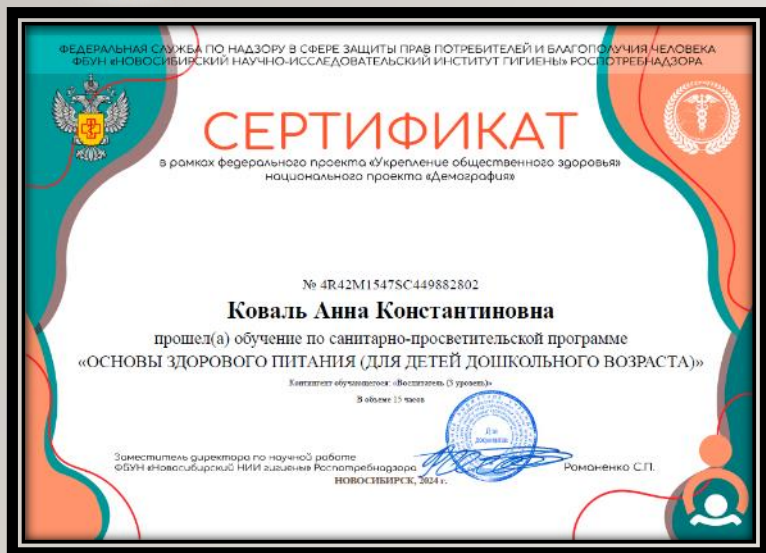 ФЕДЕРАЛЬНАЯ СЛУЖБА ПО НАДЗОРУ В СФЕРЕ ЗАЩИТЫ ПРАВ ПОТРЕБИТЕЛЕЙ И БЛАГОПОЛУЧИЯ ЧЕЛОВЕКА
ФБУН «НОВОСИБИРСКИЙ НАУЧНО-ИССЛЕДОВАТЕЛЬСКИЙ ИНСТИТУТ ГИГИЕНЫ» РОСПОТРЕБНАДЗОРА
СЕРТИФИКАТ
в рамках федерального проекта «Укрепление общественного здоровья»
национального проекта «Демография»
№ 4R42M1547SC449882802
Коваль Анна Константиновна
прошел(а) обучение по санитарно-просветительской программе
«ОСНОВЫ ЗДОРОВОГО ПИТАНИЯ (ДЛЯ ДЕТЕЙ ДОШКОЛЬНОГО ВОЗРАСТА)»
Контингент обучающегося: «Воспитатель (3 уровень)»
В объеме 15 часов
Для
документов
Заместитель директора по научной работе
ФБУН «Новосибирский НИИ гигиены» Роспотребнадзора
Романенко С.П.
НОВОСИБИРСК, 2024 г.